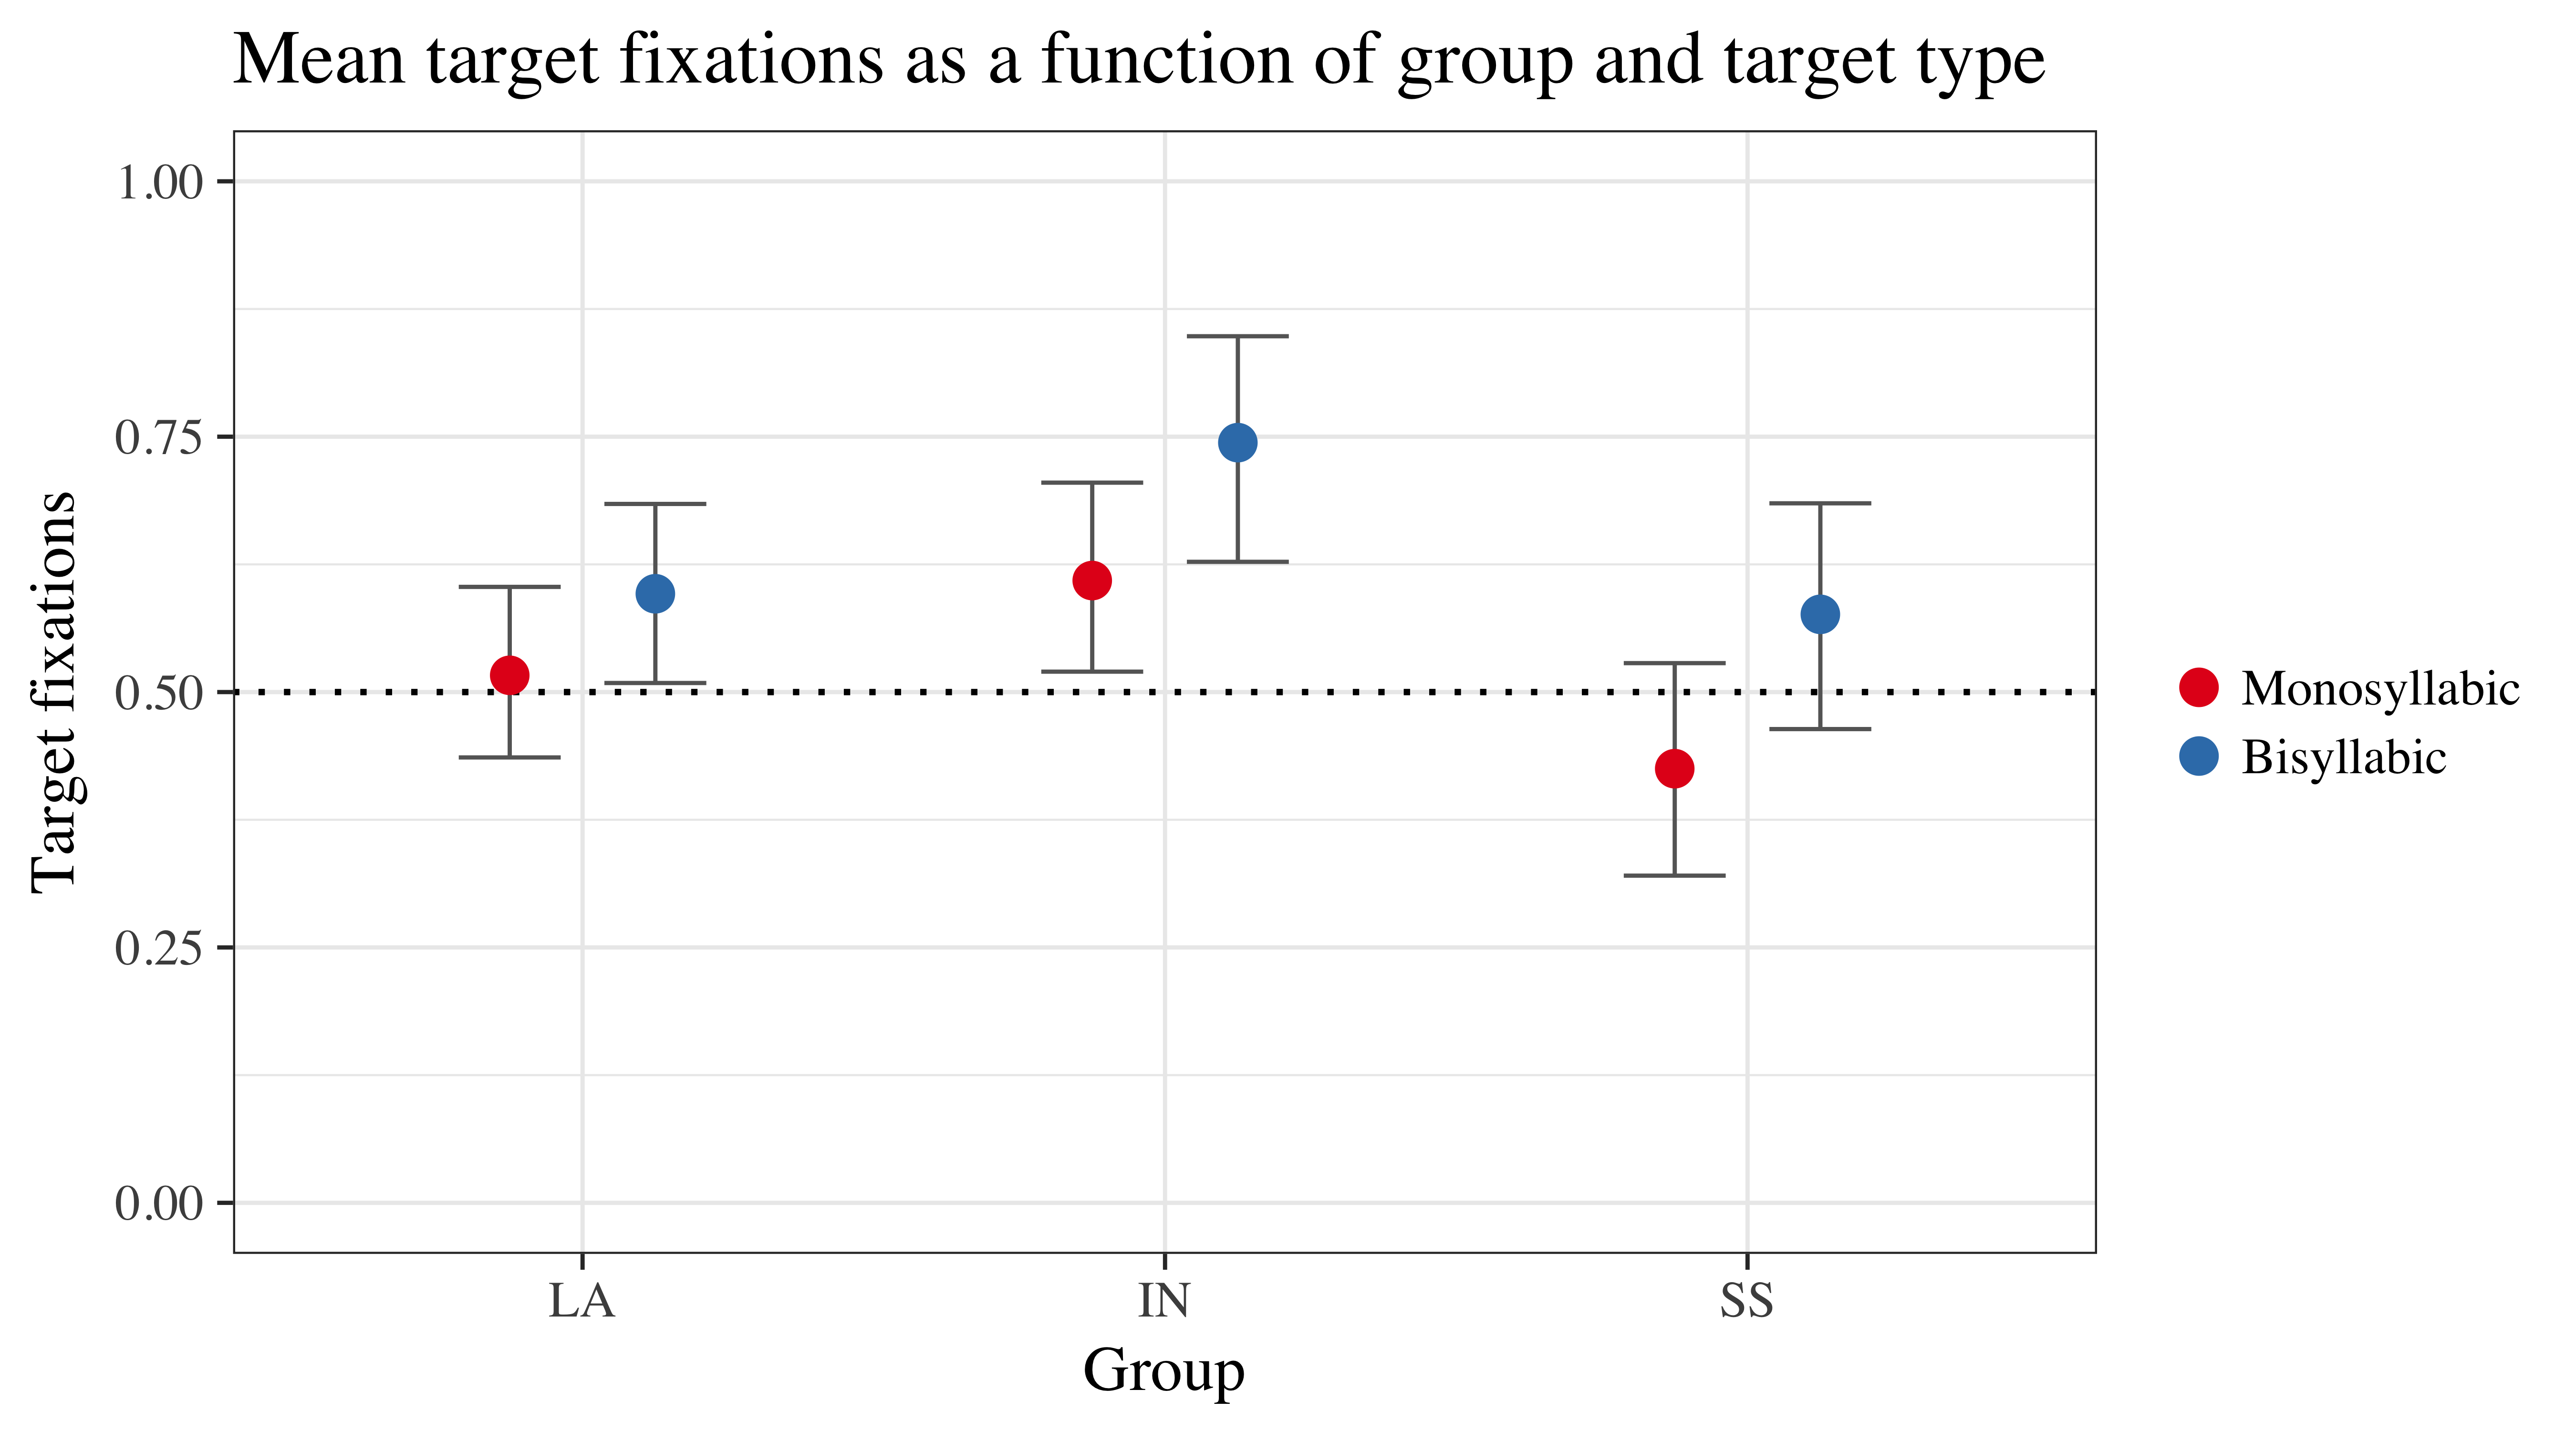 Mean target fixations as a function of group and target type
1.00
0.75
0.50
0.25
0.00
Target fixations
LA
IN
SS
Group
Monosyllabic
Bisyllabic